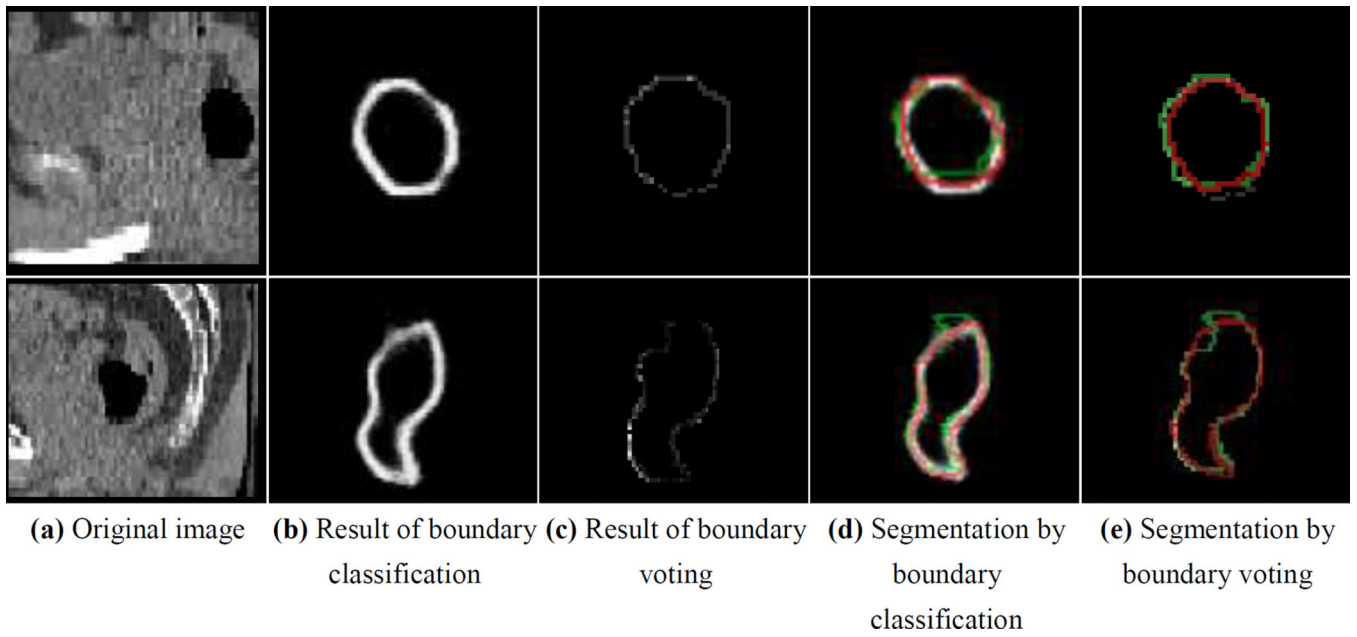 (a) Original image
(b) Result of boundary
classification
(c) Result of boundary
voting
(d) Segmentation by
boundary
classification
(e) Segmentation by
boundary voting